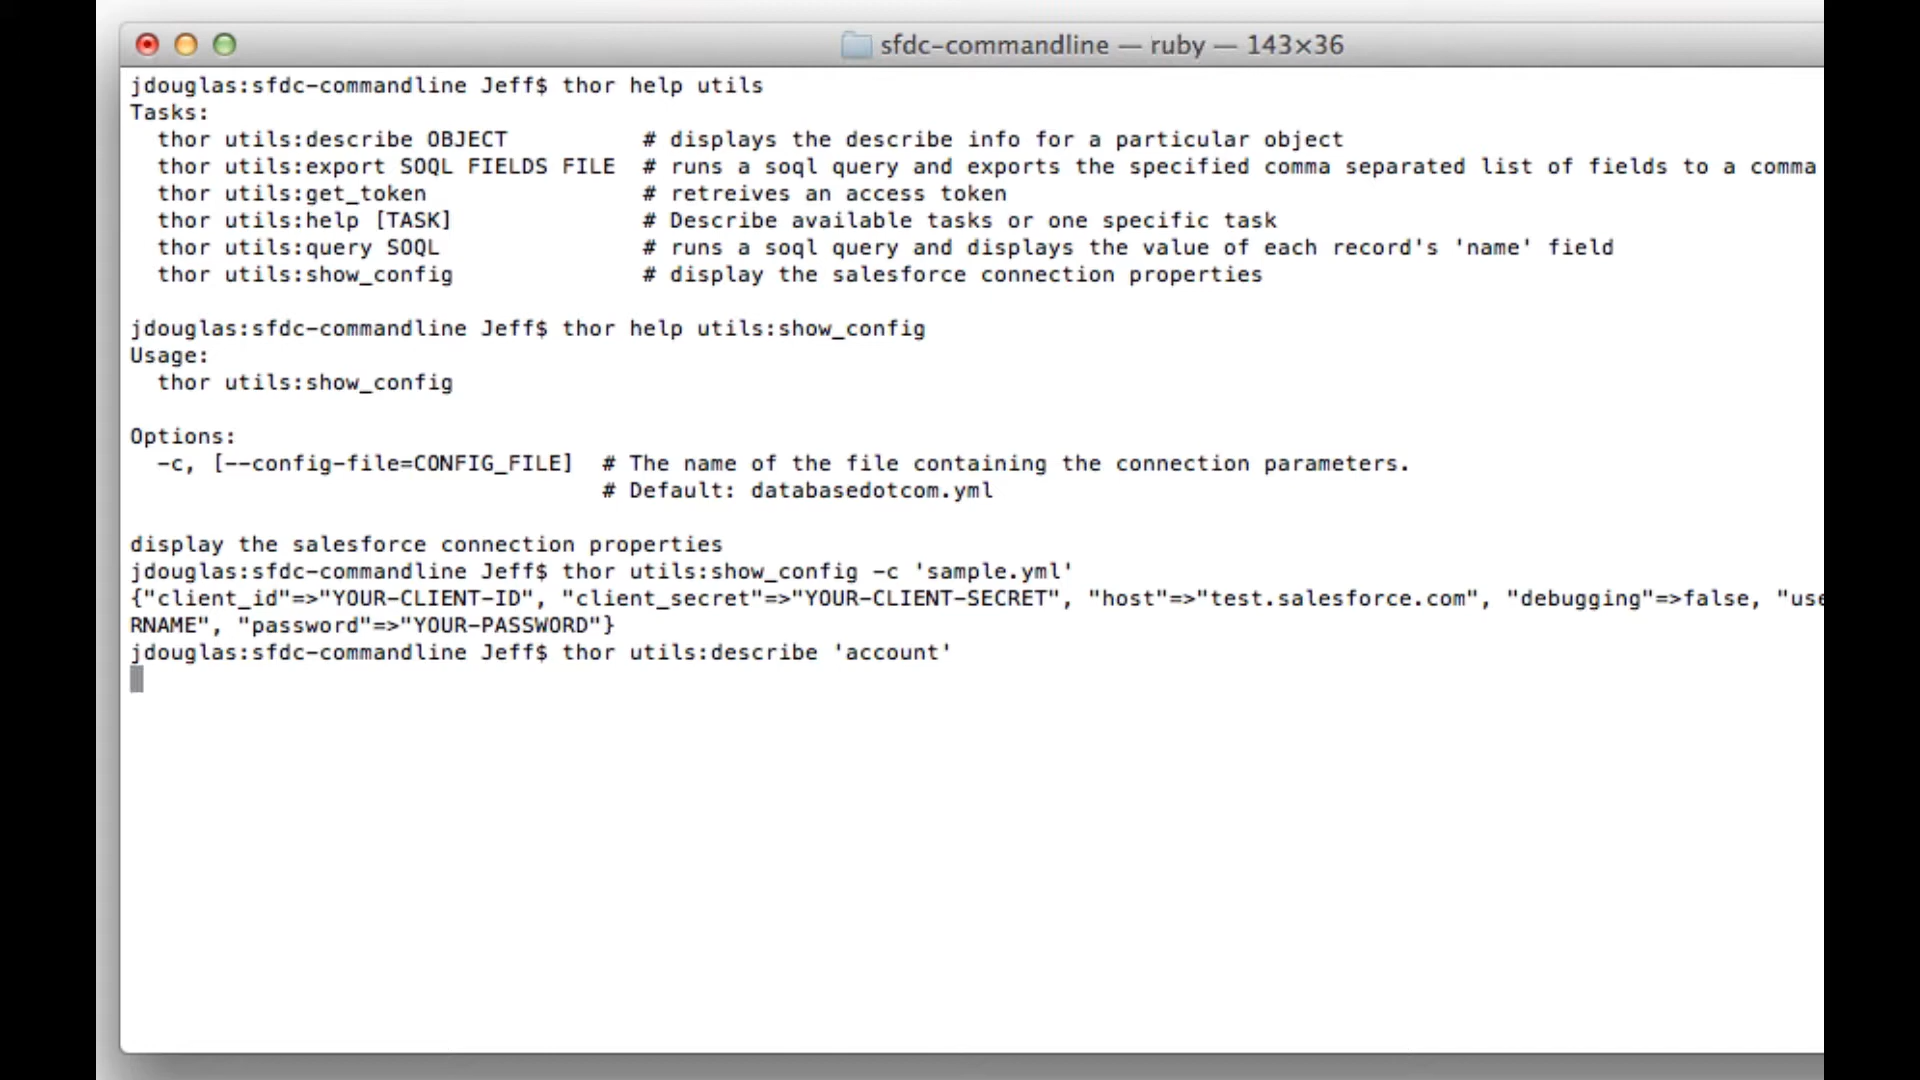 sfdc-commandline — ruby — 143×36
jdouglas:sfdc-commandline Jeff$ thor help utils
Tasks:
  thor utils:describe OBJECT          # displays the describe info for a particular object
  thor utils:export SOQL FIELDS FILE  # runs a soql query and exports the specified comma separated list of fields to a comma
  thor utils:get_token                # retreives an access token
  thor utils:help [TASK]              # Describe available tasks or one specific task
  thor utils:query SOQL               # runs a soql query and displays the value of each record's 'name' field
  thor utils:show_config              # display the salesforce connection properties
jdouglas:sfdc-commandline Jeff$ thor help utils:show_config
Usage:
  thor utils:show_config
Options:
  -c, [--config-file=CONFIG_FILE]  # The name of the file containing the connection parameters.
                                   # Default: databasedotcom.yml
display the salesforce connection properties
jdouglas:sfdc-commandline Jeff$ thor utils:show_config -c 'sample.yml'
{"client_id"=>"YOUR-CLIENT-ID", "client_secret"=>"YOUR-CLIENT-SECRET", "host"=>"test.salesforce.com", "debugging"=>false, "use
RNAME", "password"=>"YOUR-PASSWORD"}
jdouglas:sfdc-commandline Jeff$ thor utils:describe 'account'